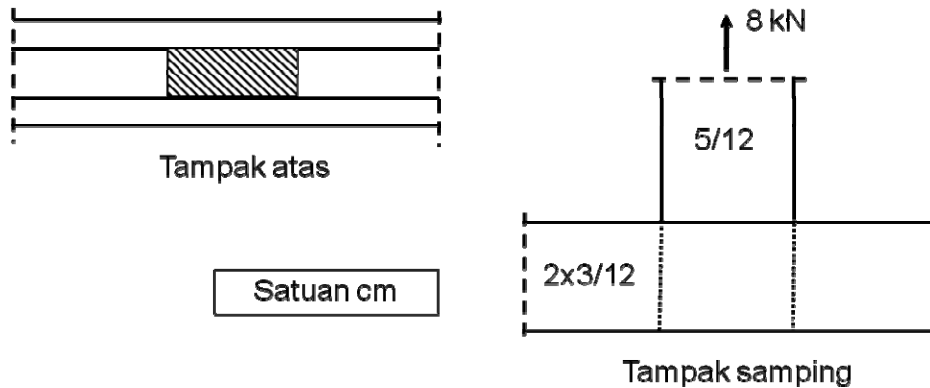 8 kN
5/12
Tampak atas
2x3/12
Satuan cm
Tampak samping